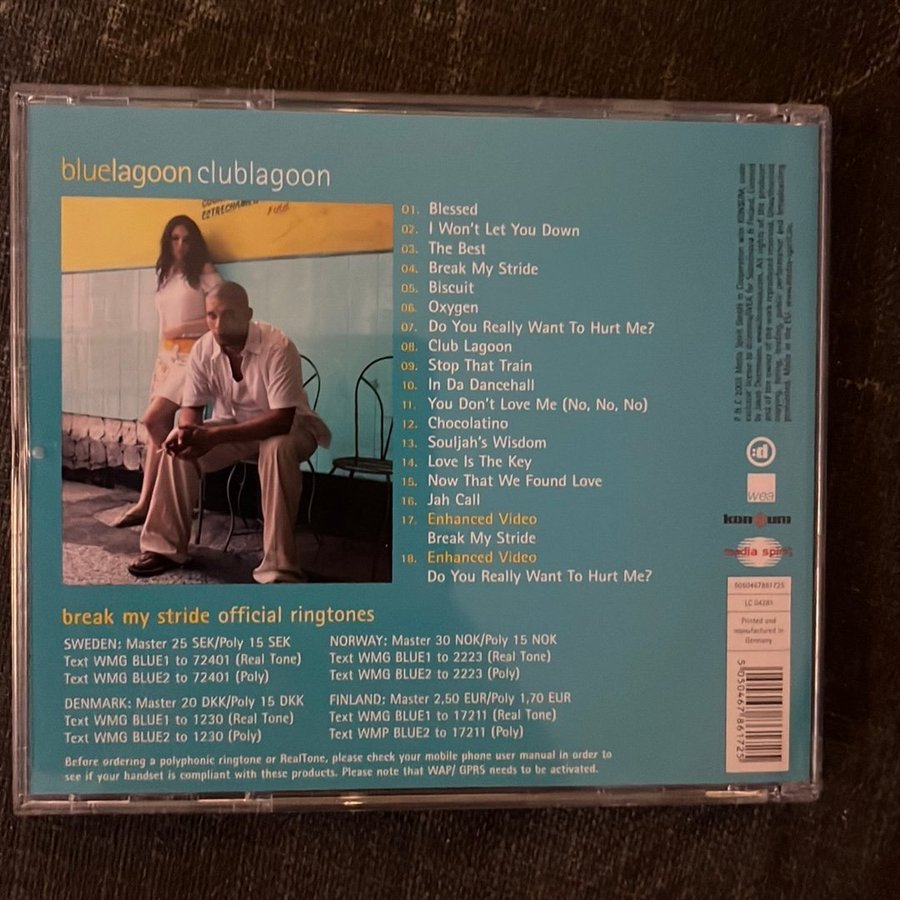 bluelagoon clublagoon
01. Blessed
02. I Won't Let You Down
03. The Best
04. Break My Stride
05. Biscuit
06. Oxygen
07. Do You Really Want To Hurt Me?
08. Club Lagoon
09. Stop That Train
10. In Da Dancehall
11. You Don't Love Me (No, No, No)
12. Chocolatino
13. Souljah's Wisdom
14. Love Is The Key
15. Now That We Found Love
16. Jah Call
17. Enhanced Video
Break My Stride
18. Enhanced Video
Do You Really Want To Hurt Me?
break my stride official ringtones
SWEDEN: Master 25 SEK/Poly 15 SEK
Text WMG BLUE1 to 72401 (Real Tone)
Text WMG BLUE2 to 72401 (Poly)
NORWAY: Master 30 NOK/Poly 15 NOK
Text WMG BLUE1 to 2223 (Real Tone)
Text WMG BLUE2 to 2223 (Poly)
DENMARK: Master 20 DKK/Poly 15 DKK
Text WMG BLUE1 to 1230 (Real Tone)
Text WMG BLUE2 to 1230 (Poly)
FINLAND: Master 2,50 EUR/Poly 1,70 EUR
Text WMG BLUE1 to 17211 (Real Tone)
Text WMP BLUE2 to 17211 (Poly)
Before ordering a polyphonic ringtone or RealTone, please check your mobile phone user manual in order to
see if your handset is compliant with these products. Please note that WAP/ GPRS needs to be activated.
:d
wea
konsum
media spirit
5050467861725
Printed and
manufactured in
Germany
5050467861725